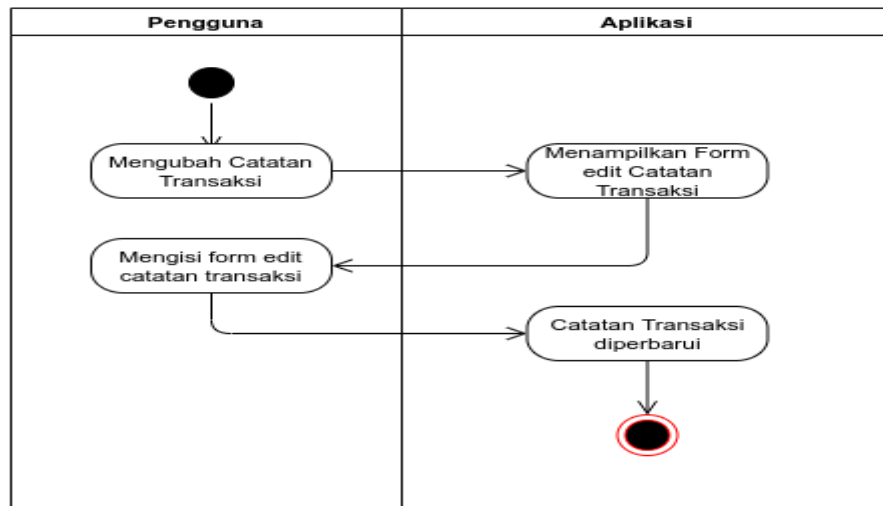 Pengguna
Aplikasi
Mengubah Catatan
Transaksi
Menampilkan Form
edit Catatan
Transaksi
Mengisi form edit
catatan transaksi
Catatan Transaksi
diperbarui